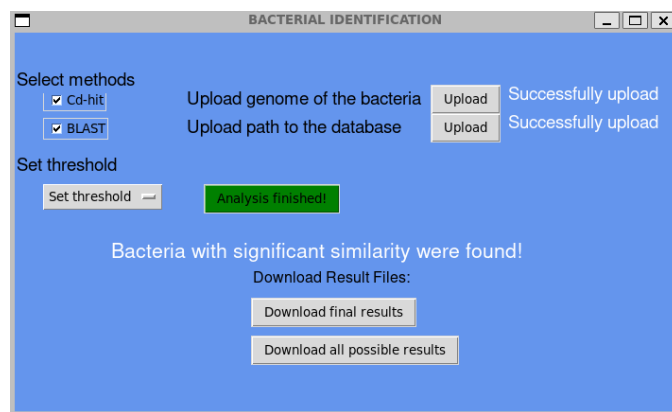 BACTERIAL IDENTIFICATION
Select methods
Cd-hit
Upload genome of the bacteria Upload Successfully upload
BLAST
Upload path to the database Upload Successfully upload
Set threshold
Set threshold Analysis finished!
Bacteria with significant similarity were found!
Download Result Files:
Download final results
Download all possible results